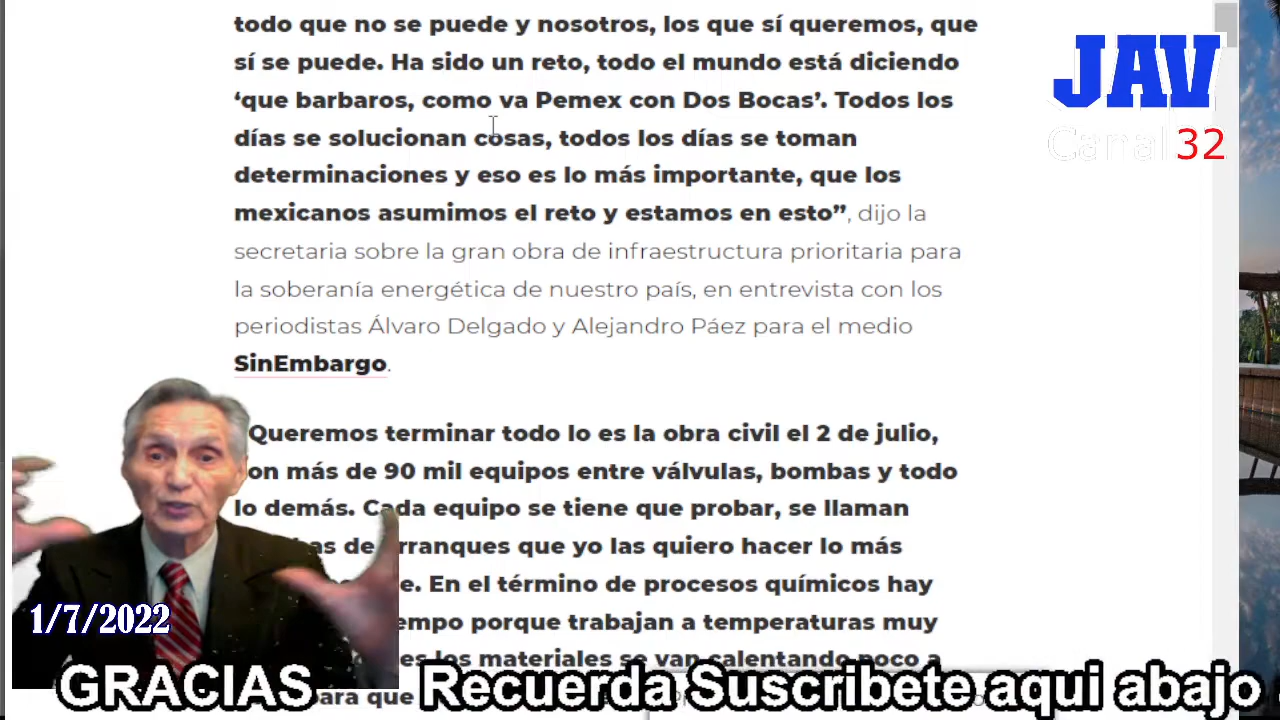 todo que no se puede y nosotros, los que sí queremos, que
sí se puede. Ha sido un reto, todo el mundo está diciendo
‘que barbaros, como va Pemex con Dos Bocas’. Todos los
días se solucionan cosas, todos los días se toman
determinaciones y eso es lo más importante, que los
mexicanos asumimos el reto y estamos en esto”, dijo la
secretaria sobre la gran obra de infraestructura prioritaria para
la soberanía energética de nuestro país, en entrevista con los
periodistas Álvaro Delgado y Alejandro Páez para el medio
SinEmbargo.
Queremos terminar todo lo es la obra civil el 2 de julio,
más de 90 mil equipos entre válvulas, bombas y todo
lo demás. Cada equipo se tiene que probar, se llaman
de arranques que yo las quiero hacer lo más
En el término de procesos químicos hay
porque trabajan a temperaturas muy
los materiales se van calentando poco a
para que
JAV
Canal 32
1/7/2022
GRACIAS
Recuerda Suscribete aqui abajo